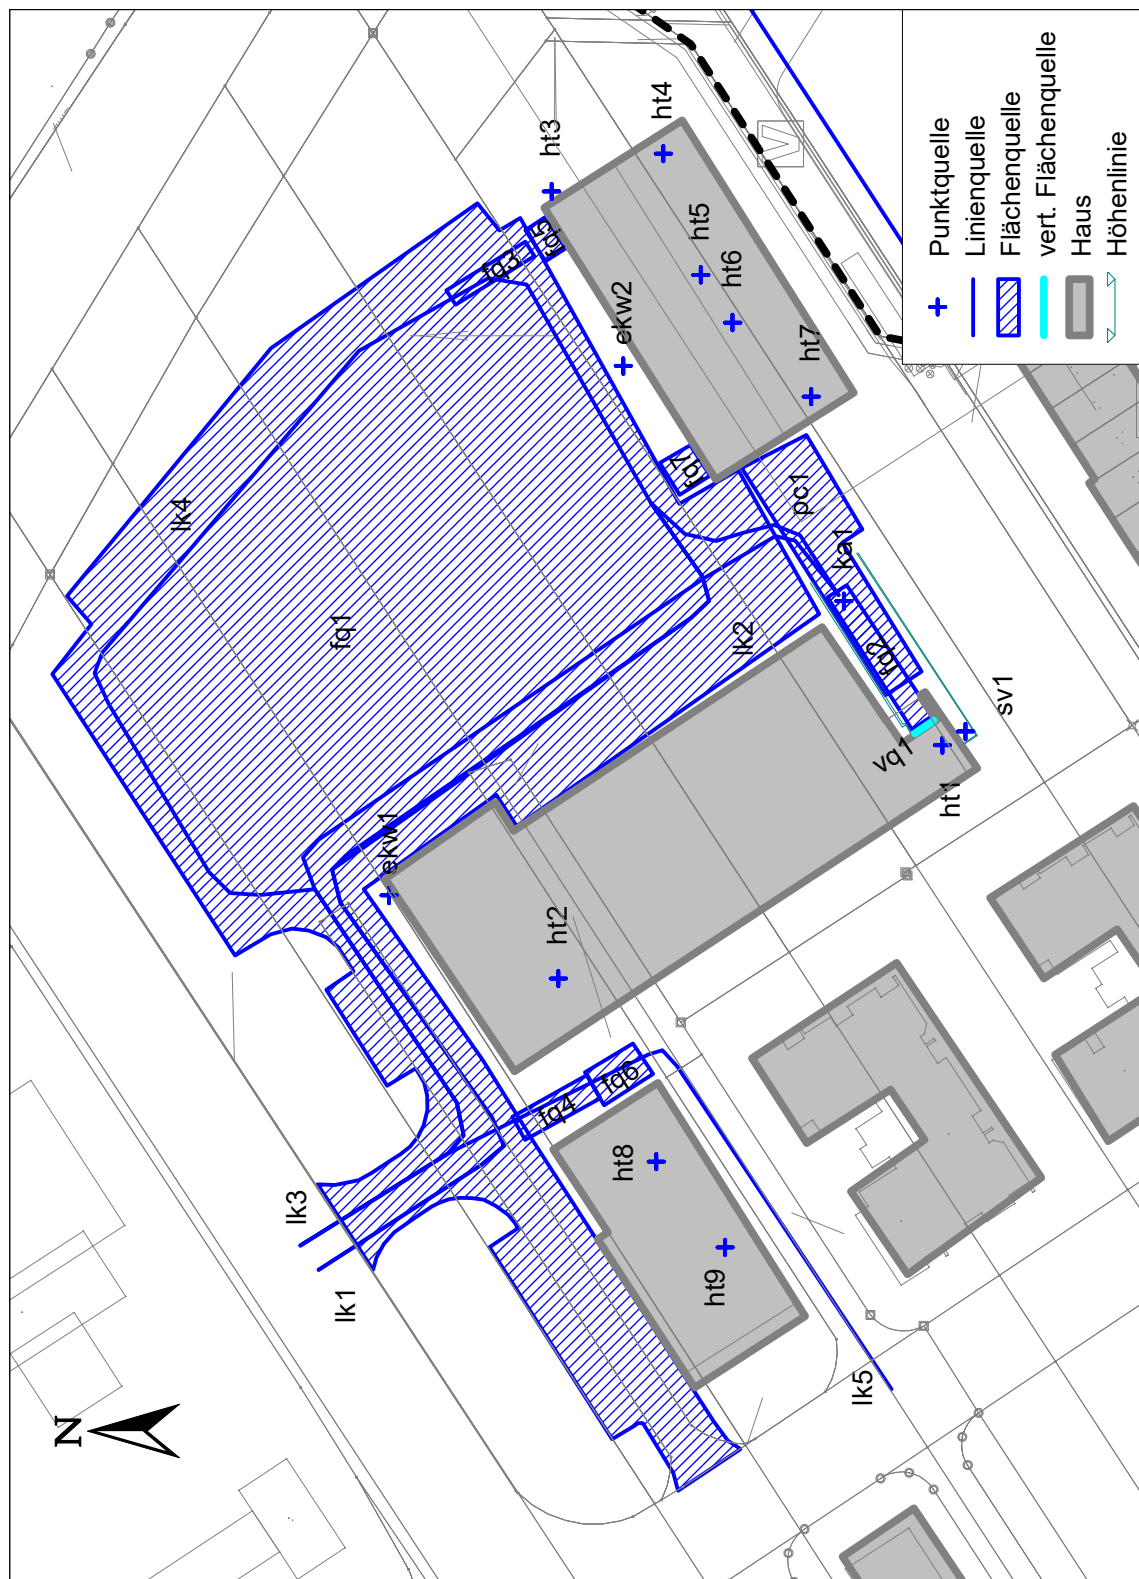 N
lk1
lk3
lk5
ht9
ht8
fq4
fq6
ht2
ekw1
fq1
lk4
lk2
vq1
ht1
sv1
fq2
ka1
pc1
fq7
ekw2
fq3
fq5
ht3
ht4
ht5
ht6
ht7
V
Punktquelle
Linienquelle
Flächenquelle
vert. Flächenquelle
Haus
Höhenlinie